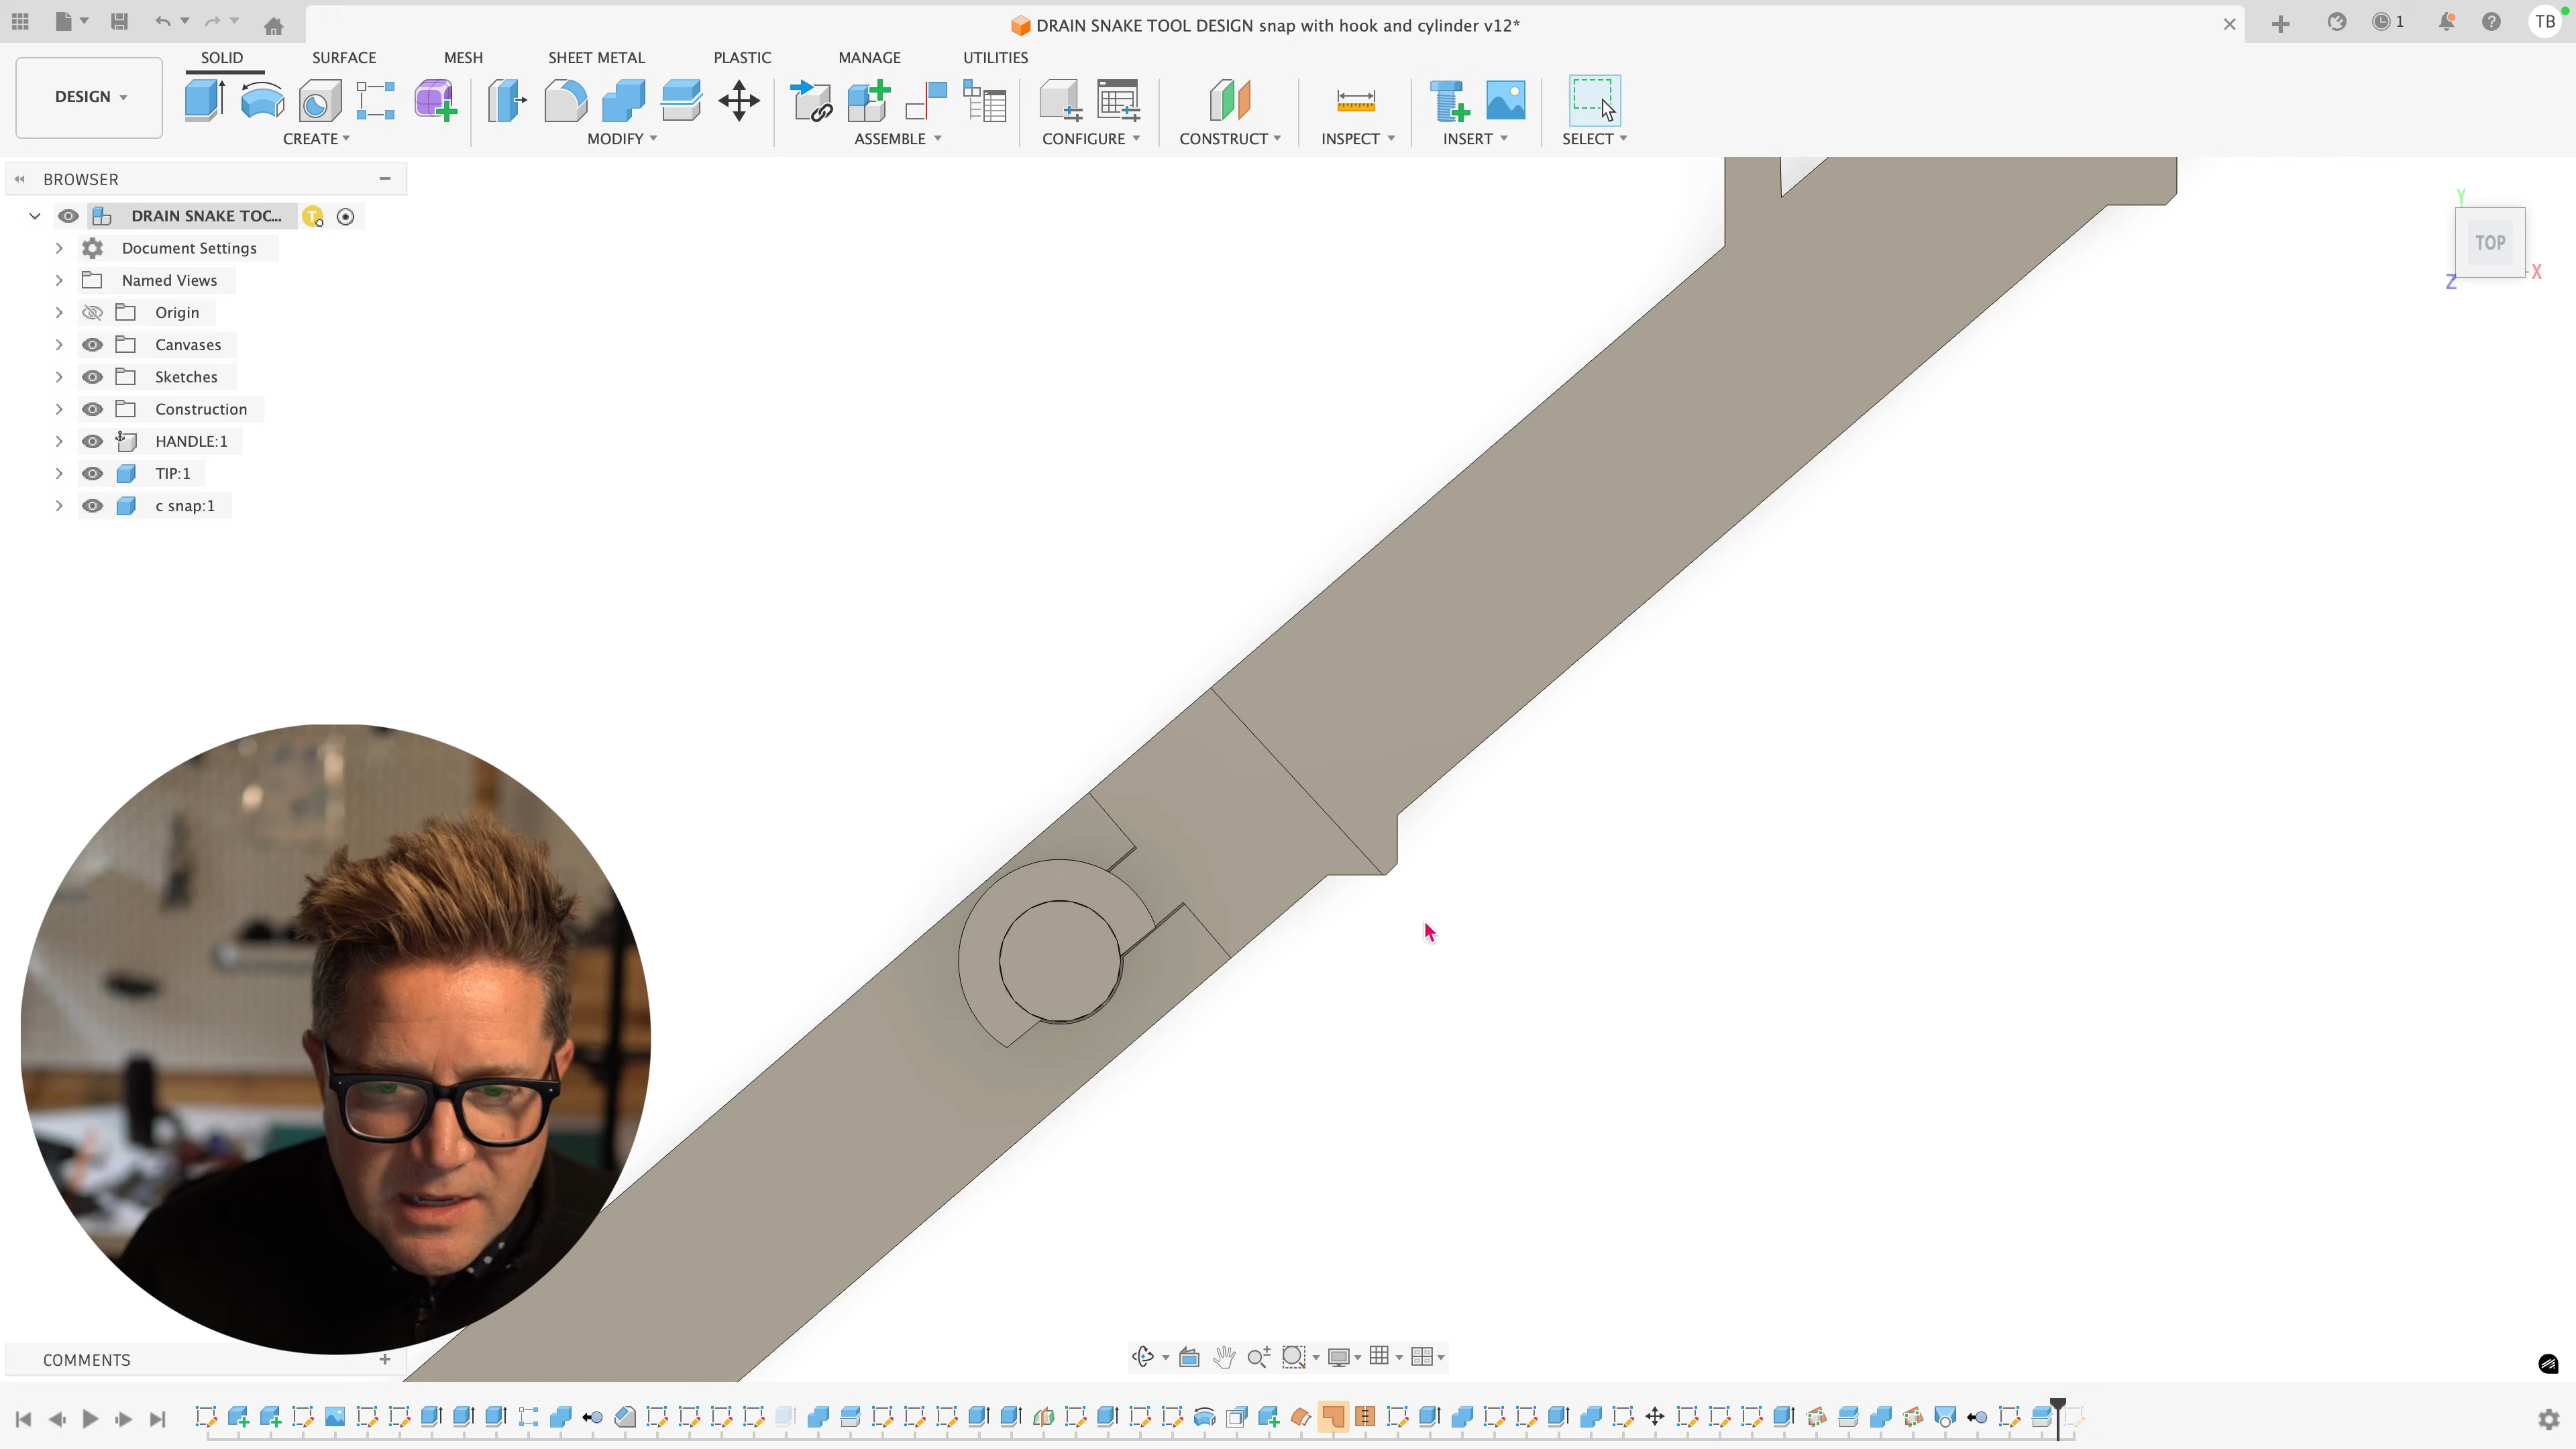 DRAIN SNAKE TOOL DESIGN snap with hook and cylinder v12*
1
TB
SOLID SURFACE MESH SHEET METAL PLASTIC MANAGE UTILITIES
DESIGN
CREATE MODIFY ASSEMBLE CONFIGURE CONSTRUCT INSPECT INSERT SELECT
BROWSER
DRAIN SNAKE TOC...
T
Document Settings
Named Views
Origin
Canvases
Sketches
Construction
HANDLE:1
TIP:1
c snap:1
Y
TOP
X
Z
COMMENTS